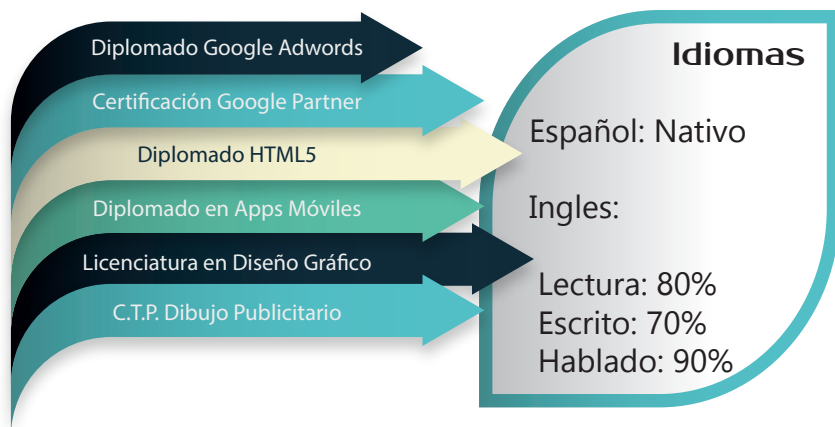 Diplomado Google Adwords
Certificación Google Partner
Diplomado HTML5
Diplomado en Apps Móviles
Licenciatura en Diseño Gráfico
C.T.P. Dibujo Publicitario
Idiomas
Español: Nativo
Ingles:
Lectura: 80%
Escrito: 70%
Hablado: 90%